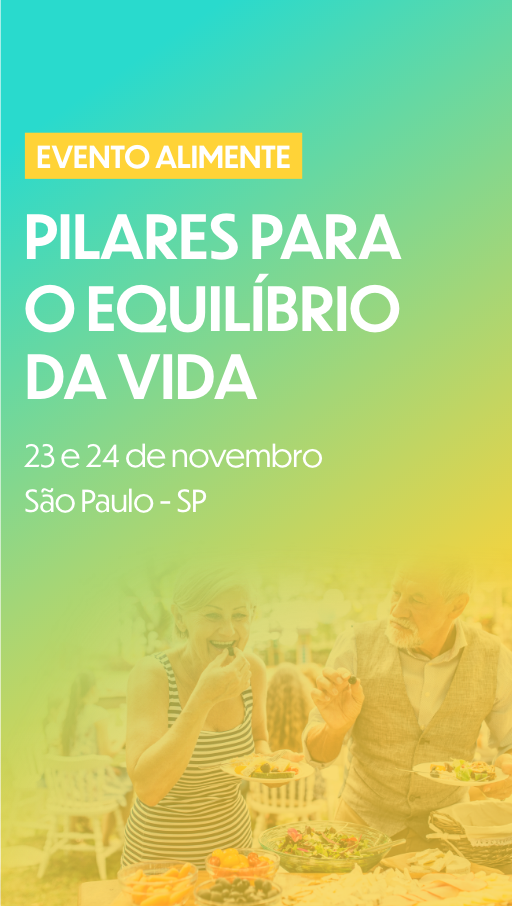 EVENTO ALIMENTE
PILARES PARA
O EQUILÍBRIO
DA VIDA
23 e 24 de novembro
São Paulo - SP